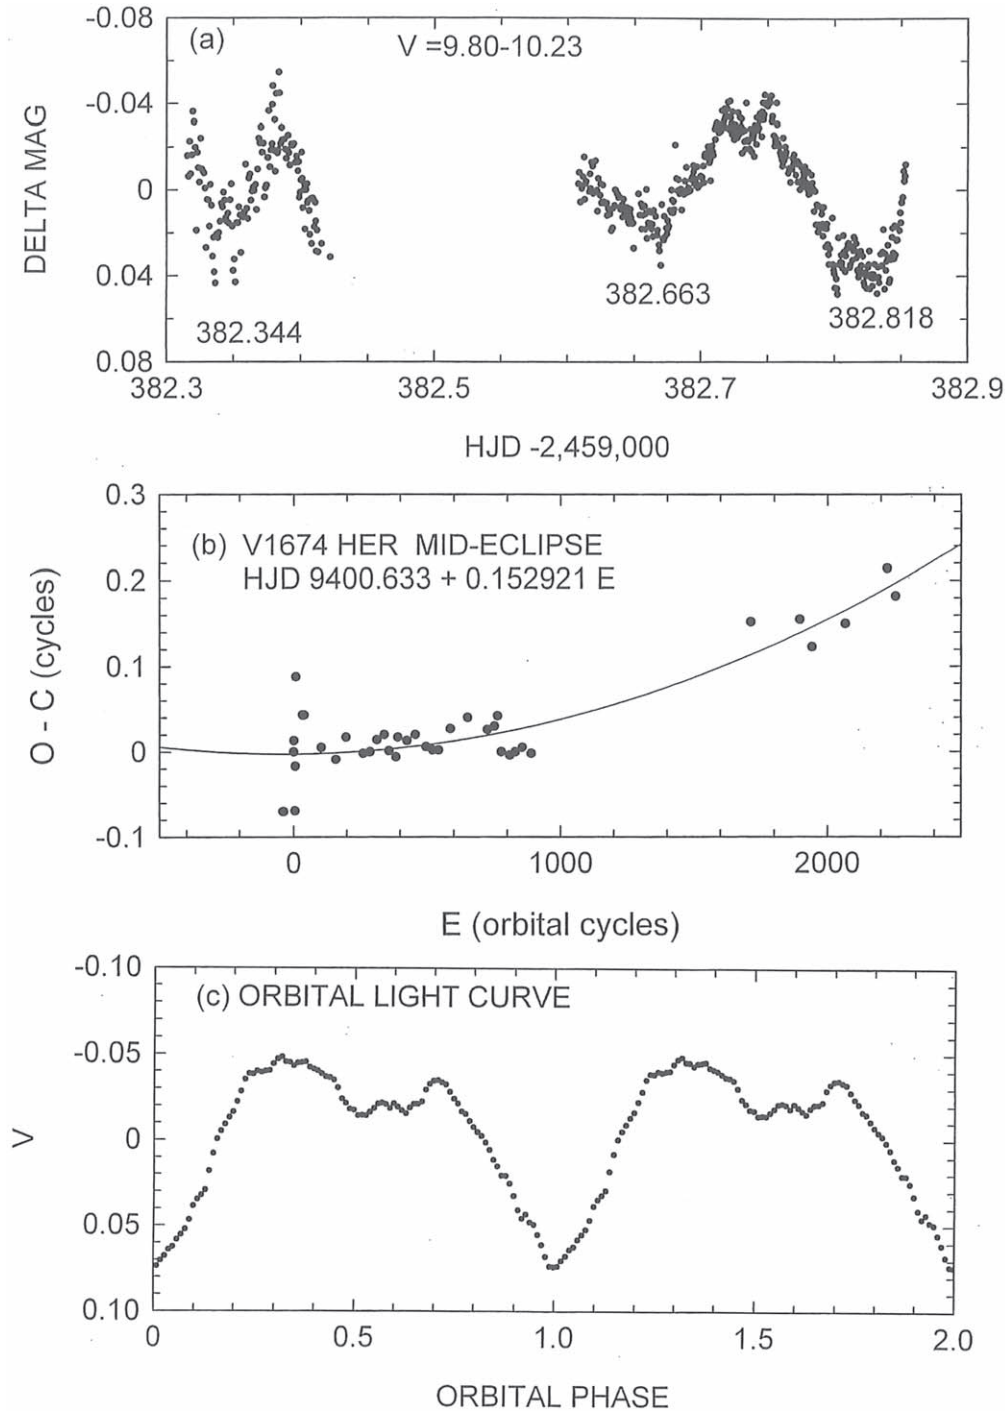 -0.08
(a)
V =9.80-10.23
-0.04
0
0.04
0.08
DELTA MAG
382.344
382.663
382.818
382.3
382.5
382.7
382.9
HJD -2,459,000
0.3
0.2
0.1
0
-0.1
O - C (cycles)
(b) V1674 HER MID-ECLIPSE
HJD 9400.633 + 0.152921 E
0
1000
2000
E (orbital cycles)
-0.10
-0.05
0
0.05
0.10
V
(c) ORBITAL LIGHT CURVE
0
0.5
1.0
1.5
2.0
ORBITAL PHASE